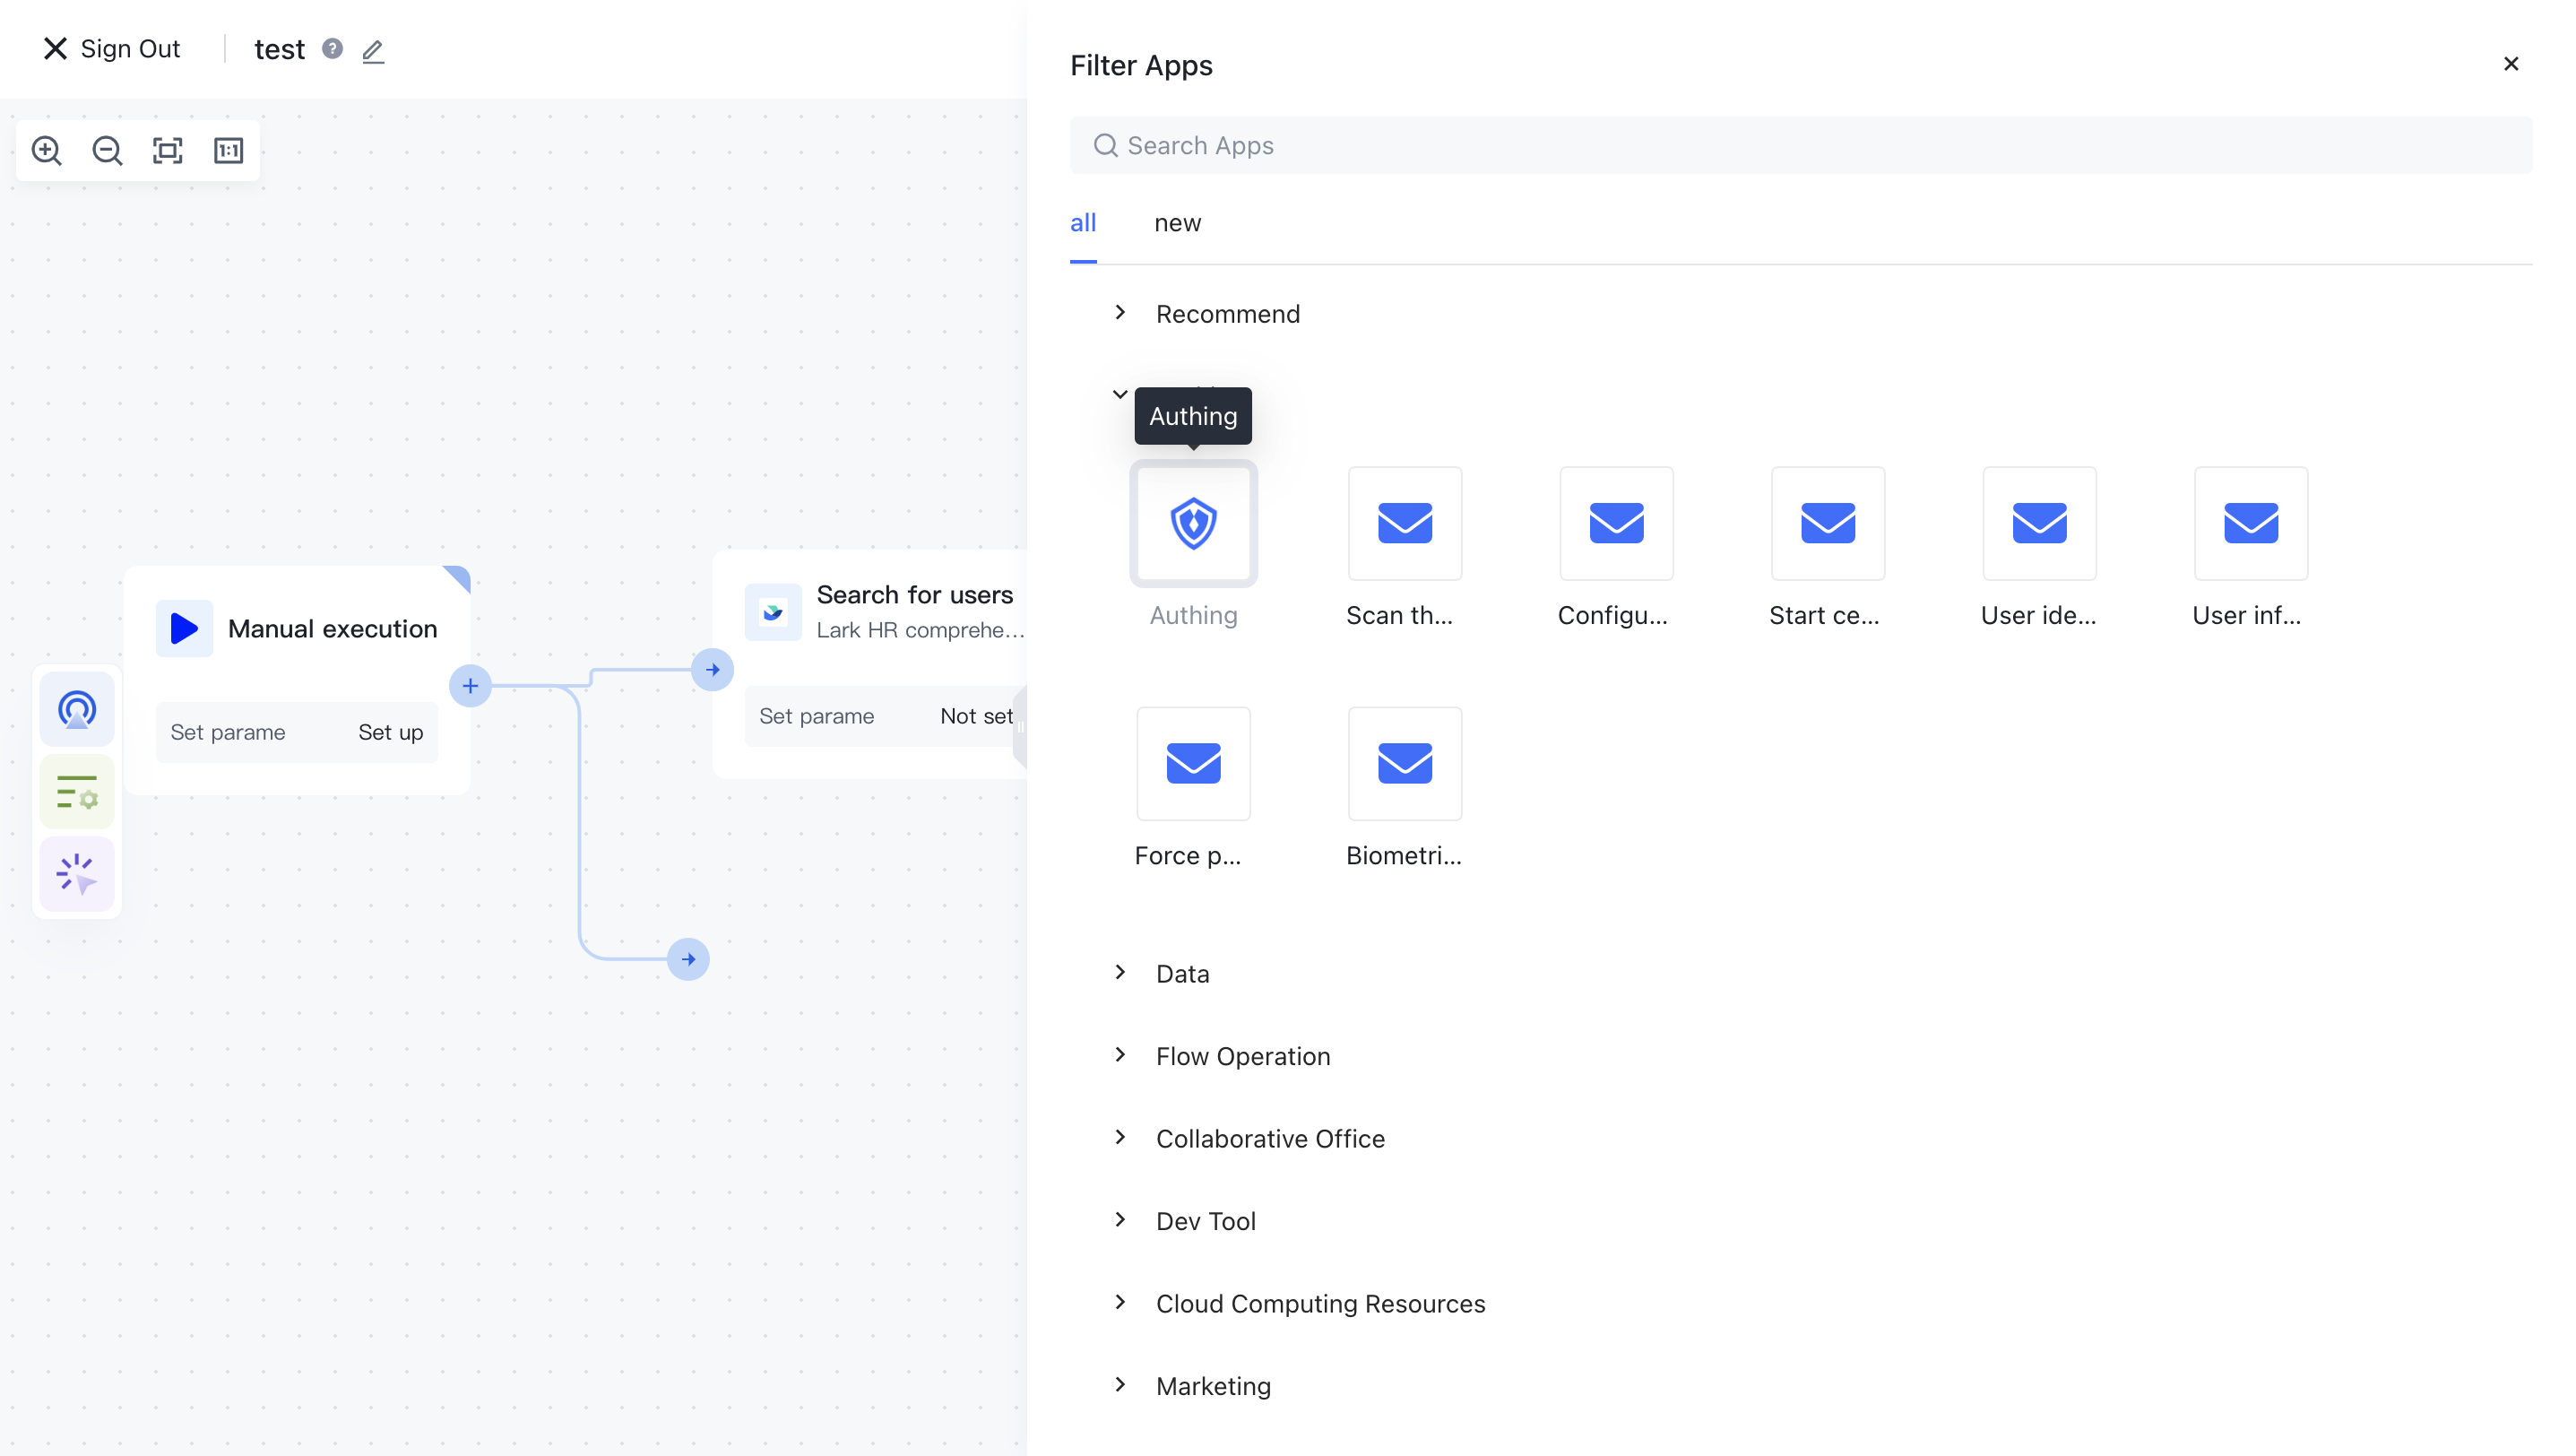 Sign Out
test
1:1
Manual execution
Set parame
Set up
Search for users
Lark HR comprehe...
Set parame
Not set
Filter Apps
Search Apps
all
new
Recommend
Authing
Authing
Scan th...
Configu...
Start ce...
User ide...
User inf...
Force p...
Biometri...
Data
Flow Operation
Collaborative Office
Dev Tool
Cloud Computing Resources
Marketing